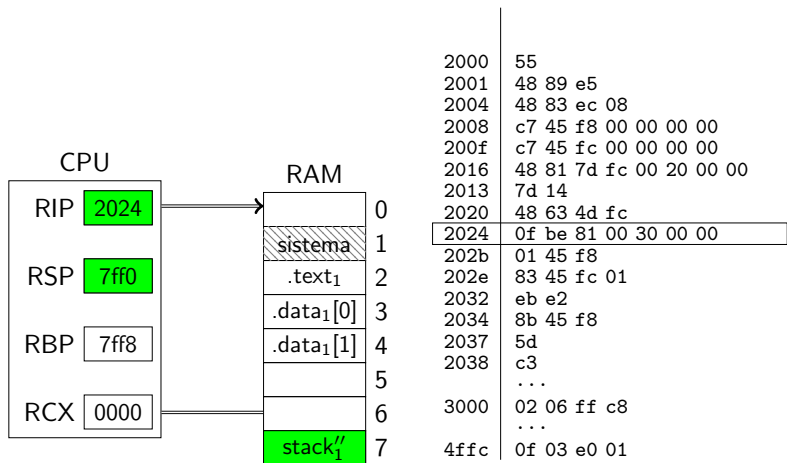 CPU
RIP 2024
RSP 7ff0
RBP 7ff8
RCX 0000
RAM
0
sistema 1
.text₁ 2
.data₁[0] 3
.data₁[1] 4
5
6
stack″₁ 7
2000 55
2001 48 89 e5
2004 48 83 ec 08
2008 c7 45 f8 00 00 00 00
200f c7 45 fc 00 00 00 00
2016 48 81 7d fc 00 20 00 00
2013 7d 14
2020 48 63 4d fc
2024 0f be 81 00 30 00 00
202b 01 45 f8
202e 83 45 fc 01
2032 eb e2
2034 8b 45 f8
2037 5d
2038 c3
...
3000 02 06 ff c8
...
4ffc 0f 03 e0 01